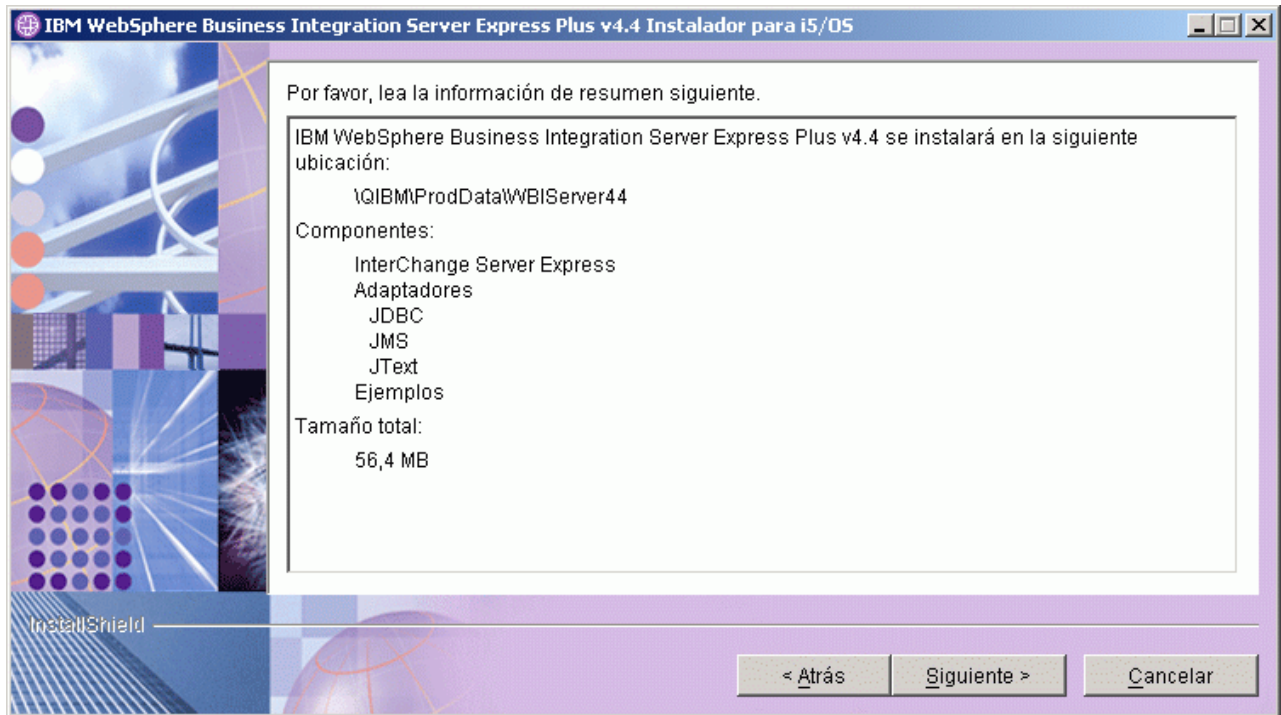 IBM WebSphere Business Integration Server Express Plus v4.4 Instalador para i5/OS
Por favor, lea la información de resumen siguiente.
IBM WebSphere Business Integration Server Express Plus v4.4 se instalará en la siguiente
ubicación:
\QIBM\ProdData\WBIServer44
Componentes:
InterChange Server Express
Adaptadores
JDBC
JMS
JText
Ejemplos
Tamaño total:
56,4 MB
InstallShield
< Atrás
Siguiente >
Cancelar